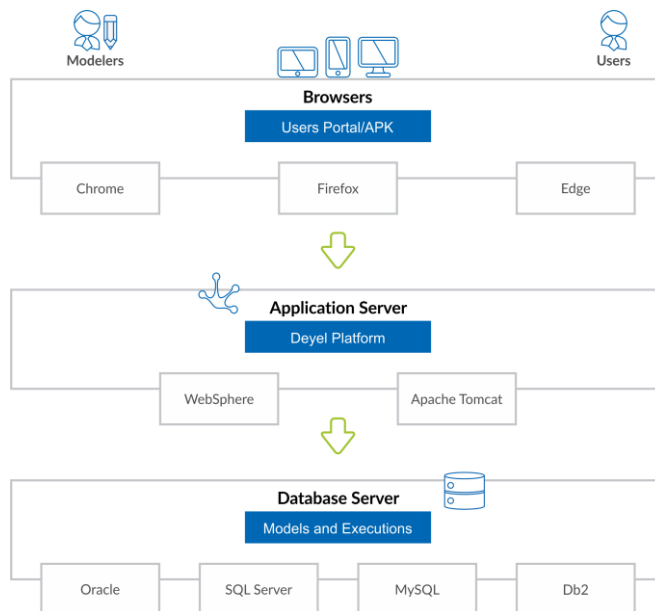 Modelers
Users
Browsers
Users Portal/APK
Chrome
Firefox
Edge
Application Server
Deyel Platform
WebSphere
Apache Tomcat
Database Server
Models and Executions
Oracle
SQL Server
MySQL
Db2